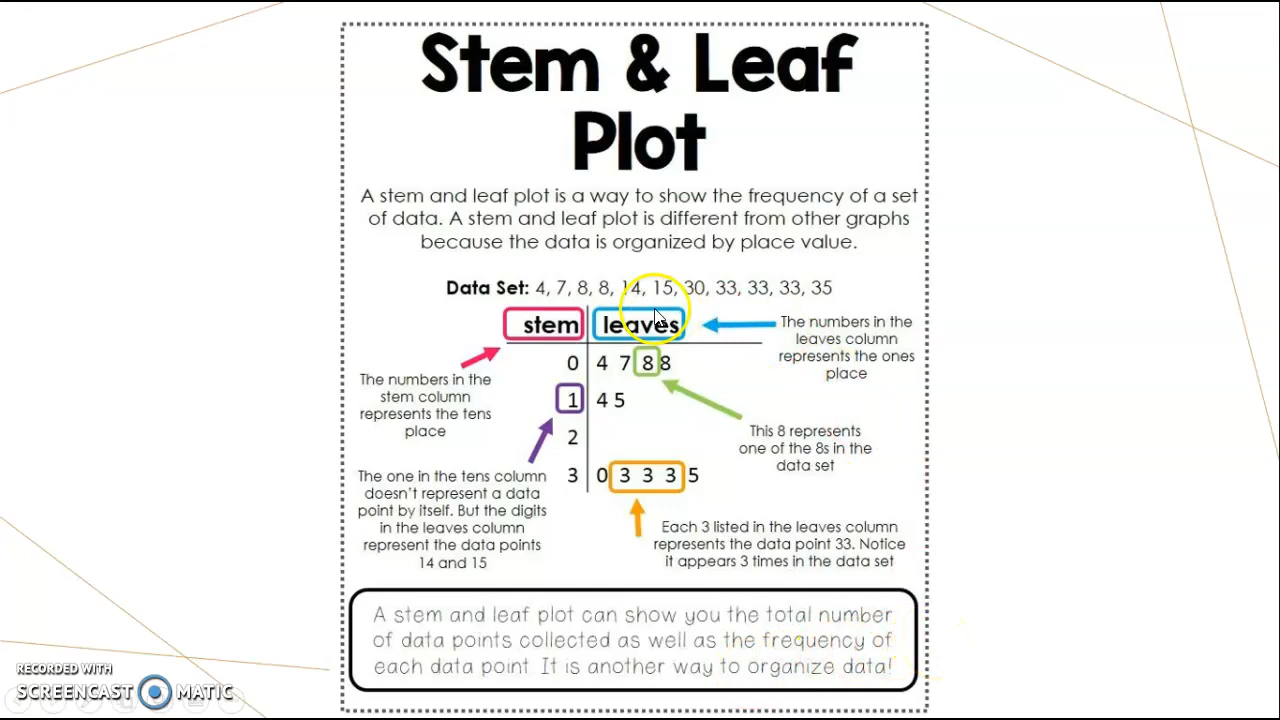 Stem & Leaf
Plot
A stem and leaf plot is a way to show the frequency of a set
of data. A stem and leaf plot is different from other graphs
because the data is organized by place value.
Data Set: 4, 7, 8, 8, 14, 15, 30, 33, 33, 33, 35
stem leaves
The numbers in the
leaves column
represents the ones
place
0 4 7 8 8
The numbers in the
stem column
represents the tens
place
1 4 5
This 8 represents
one of the 8s in the
data set
2
3 0 3 3 3 5
The one in the tens column
doesn't represent a data
point by itself. But the digits
in the leaves column
represent the data points
14 and 15
Each 3 listed in the leaves column
represents the data point 33. Notice
it appears 3 times in the data set
A stem and leaf plot can show you the total number
of data points collected as well as the frequency of
each data point. It is another way to organize data!
RECORDED WITH
SCREENCAST MATIC